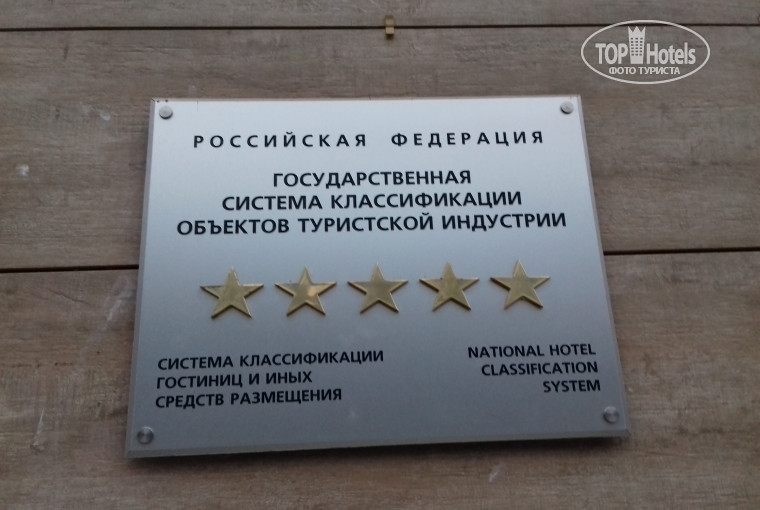 TOP Hotels
ФОТО ТУРИСТА
РОССИЙСКАЯ ФЕДЕРАЦИЯ
ГОСУДАРСТВЕННАЯ
СИСТЕМА КЛАССИФИКАЦИИ
ОБЪЕКТОВ ТУРИСТСКОЙ ИНДУСТРИИ
СИСТЕМА КЛАССИФИКАЦИИ
ГОСТИНИЦ И ИНЫХ
СРЕДСТВ РАЗМЕЩЕНИЯ
NATIONAL HOTEL
CLASSIFICATION
SYSTEM